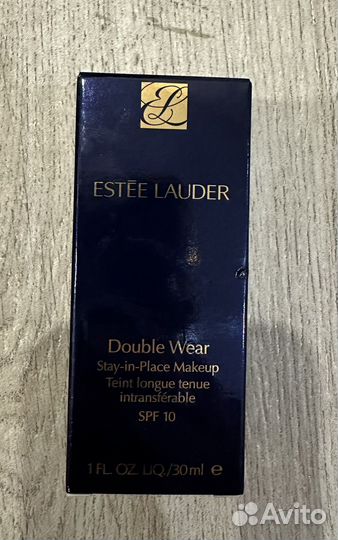 EL
ESTĒE LAUDER
Double Wear
Stay-in-Place Makeup
Teint longue tenue
intransférable
SPF 10
1 FL. OZ. LIQ./30 ml ℮
Avito